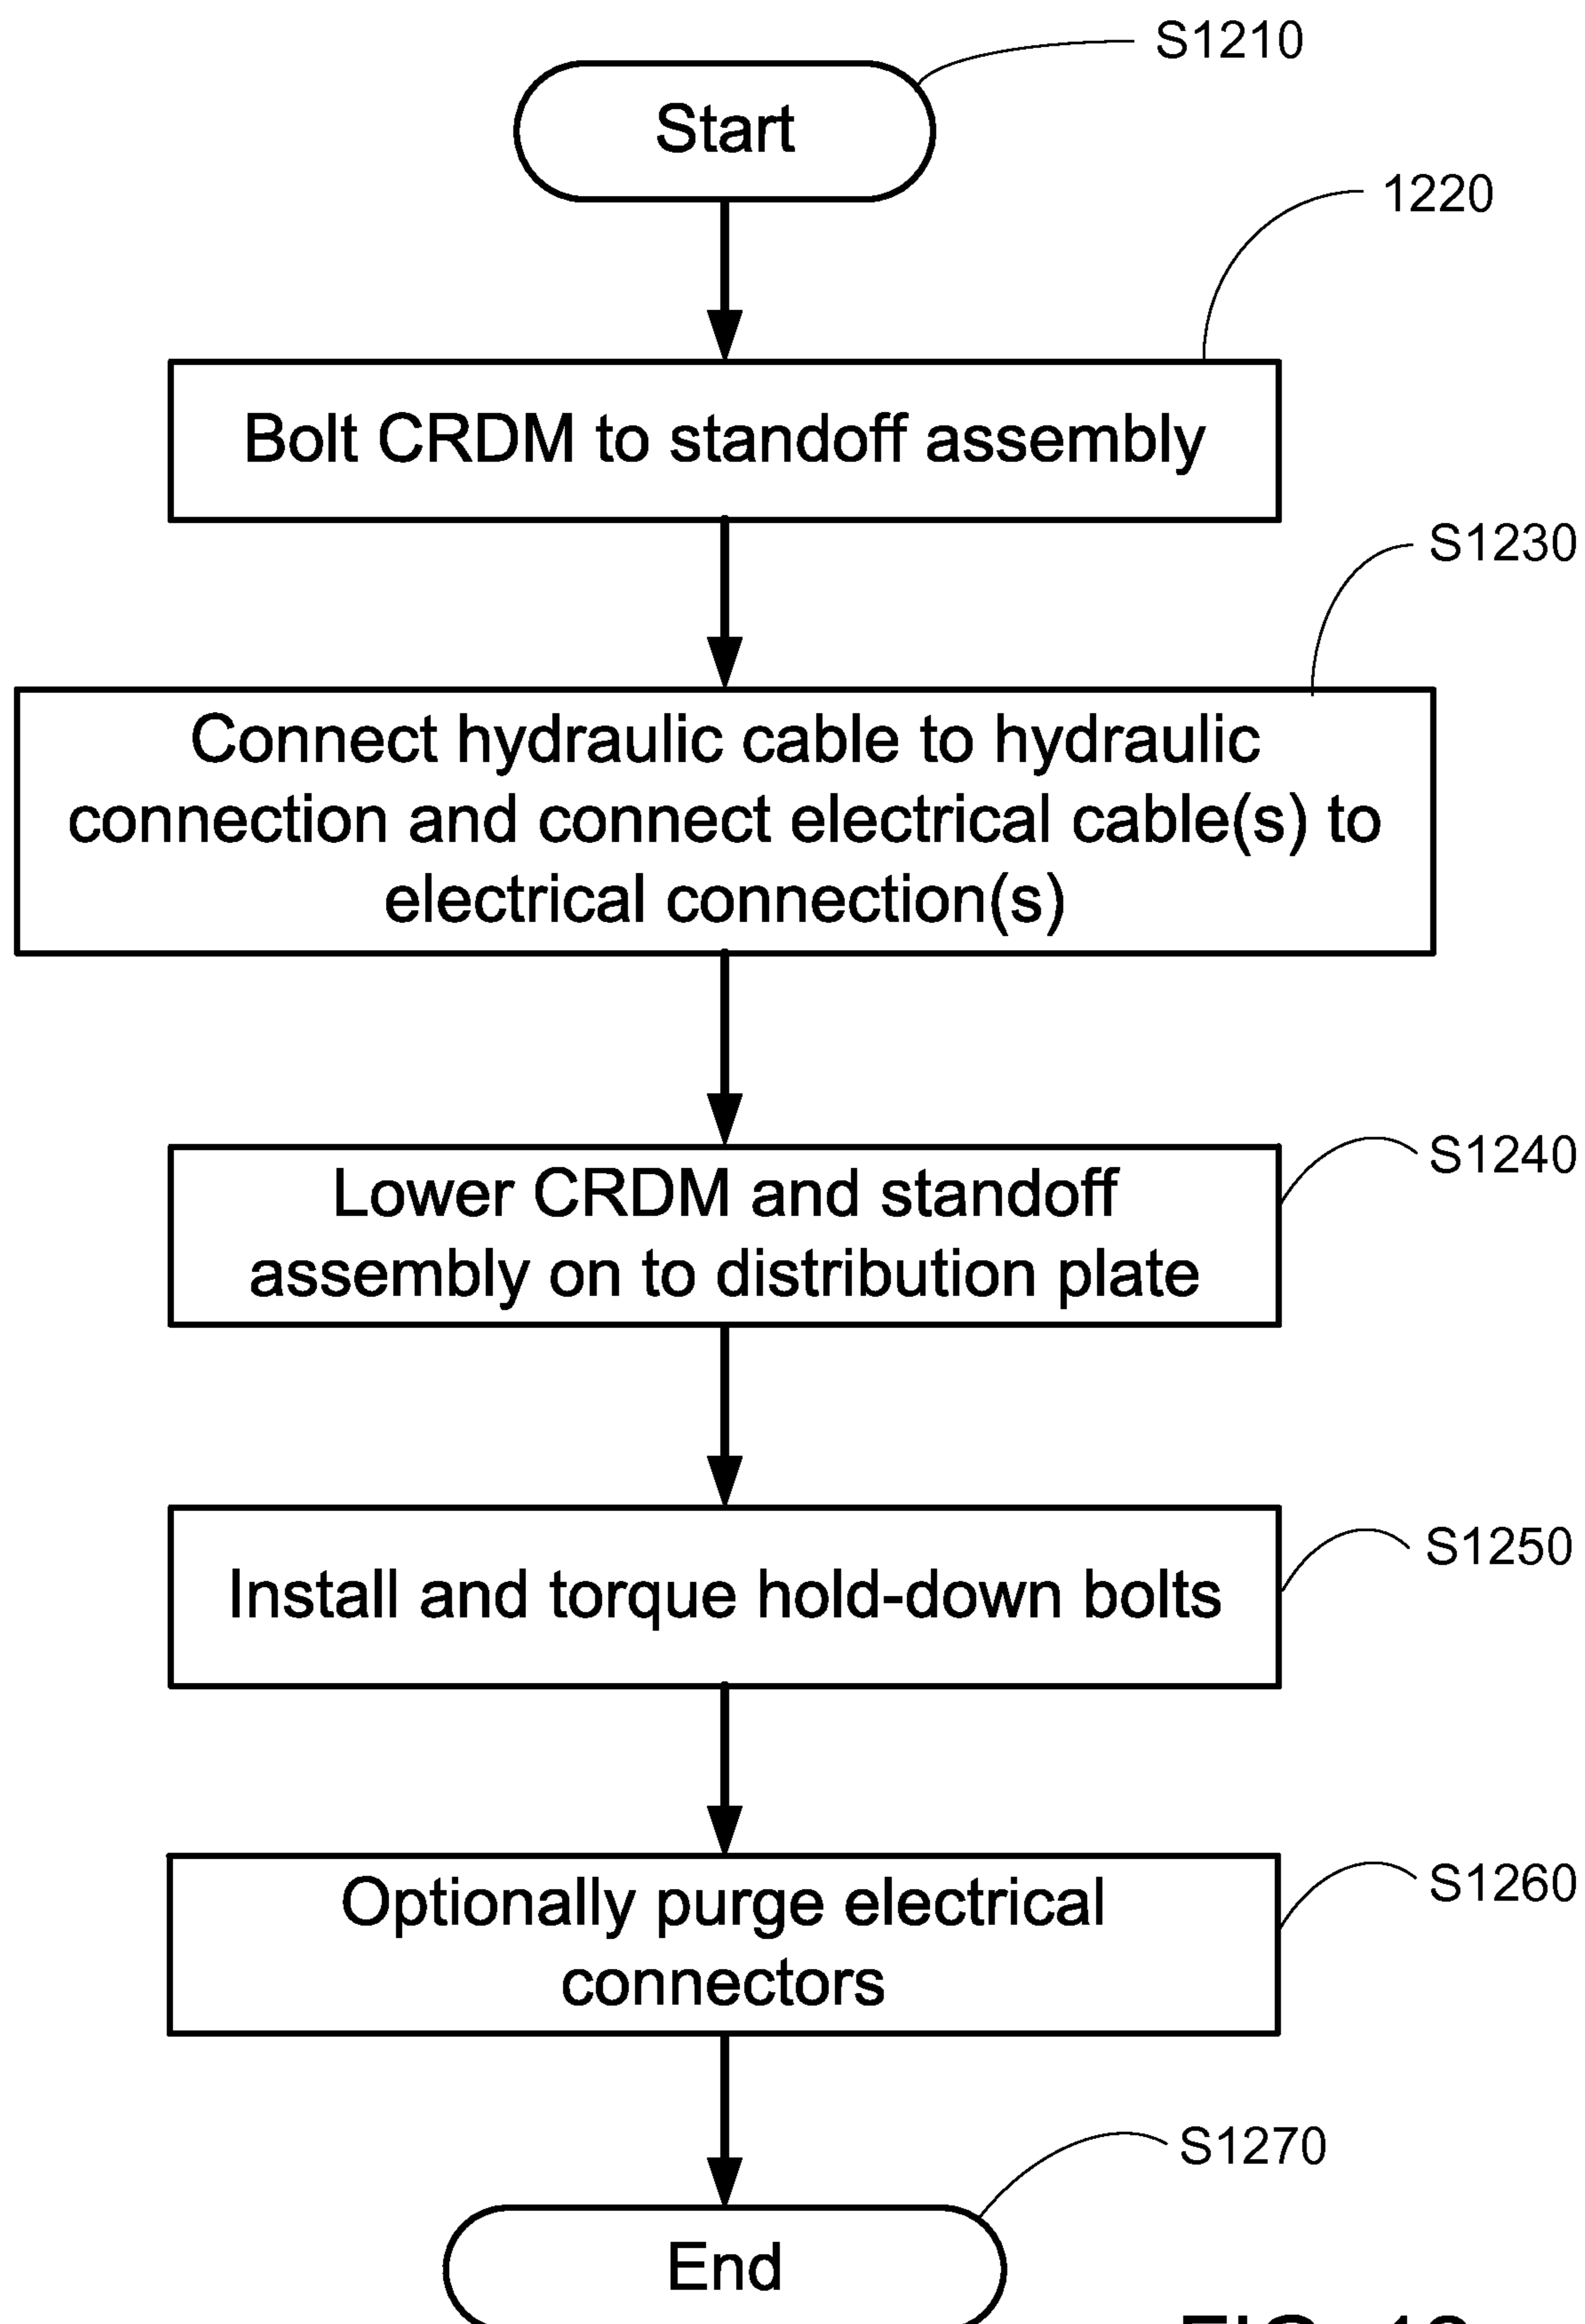 S1210
Start
1220
Bolt CRDM to standoff assembly
S1230
Connect hydraulic cable to hydraulic
connection and connect electrical cable(s) to
electrical connection(s)
S1240
Lower CRDM and standoff
assembly on to distribution plate
S1250
Install and torque hold-down bolts
S1260
Optionally purge electrical
connectors
S1270
End